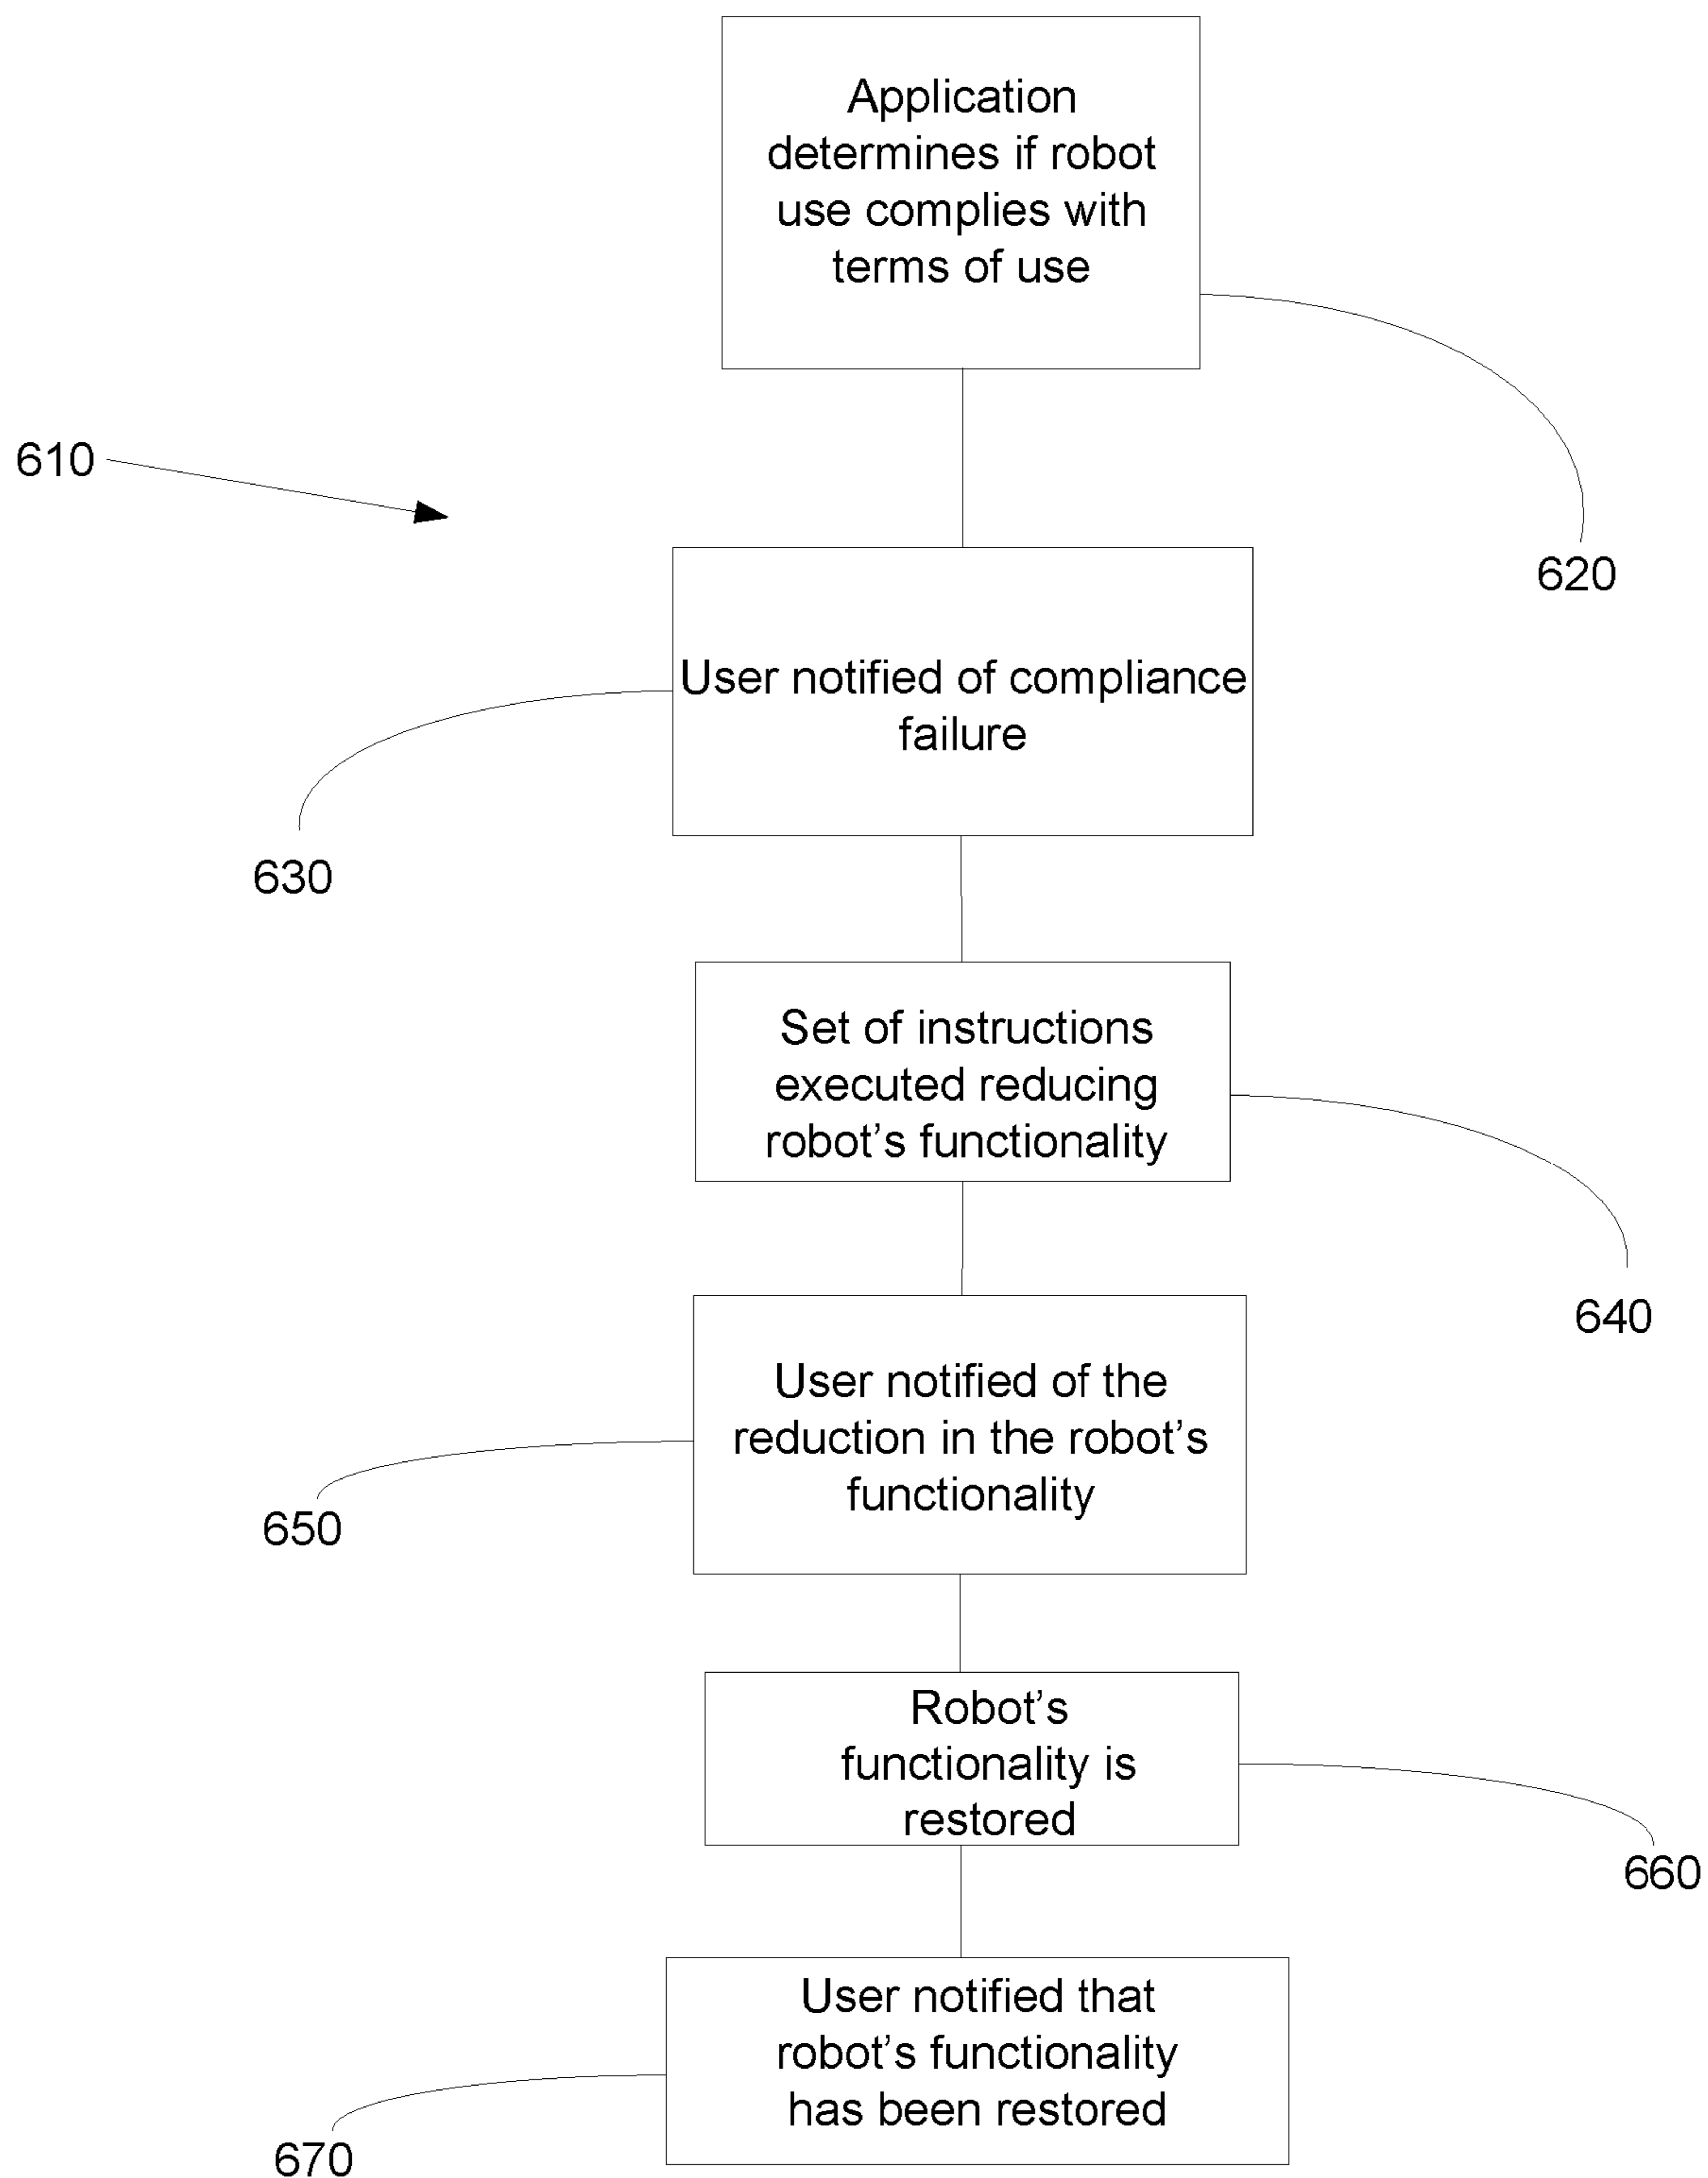 Application
determines if robot
use complies with
terms of use
610
620
User notified of compliance
failure
630
Set of instructions
executed reducing
robot’s functionality
640
User notified of the
reduction in the robot’s
functionality
650
Robot’s
functionality is
restored
660
User notified that
robot’s functionality
has been restored
670